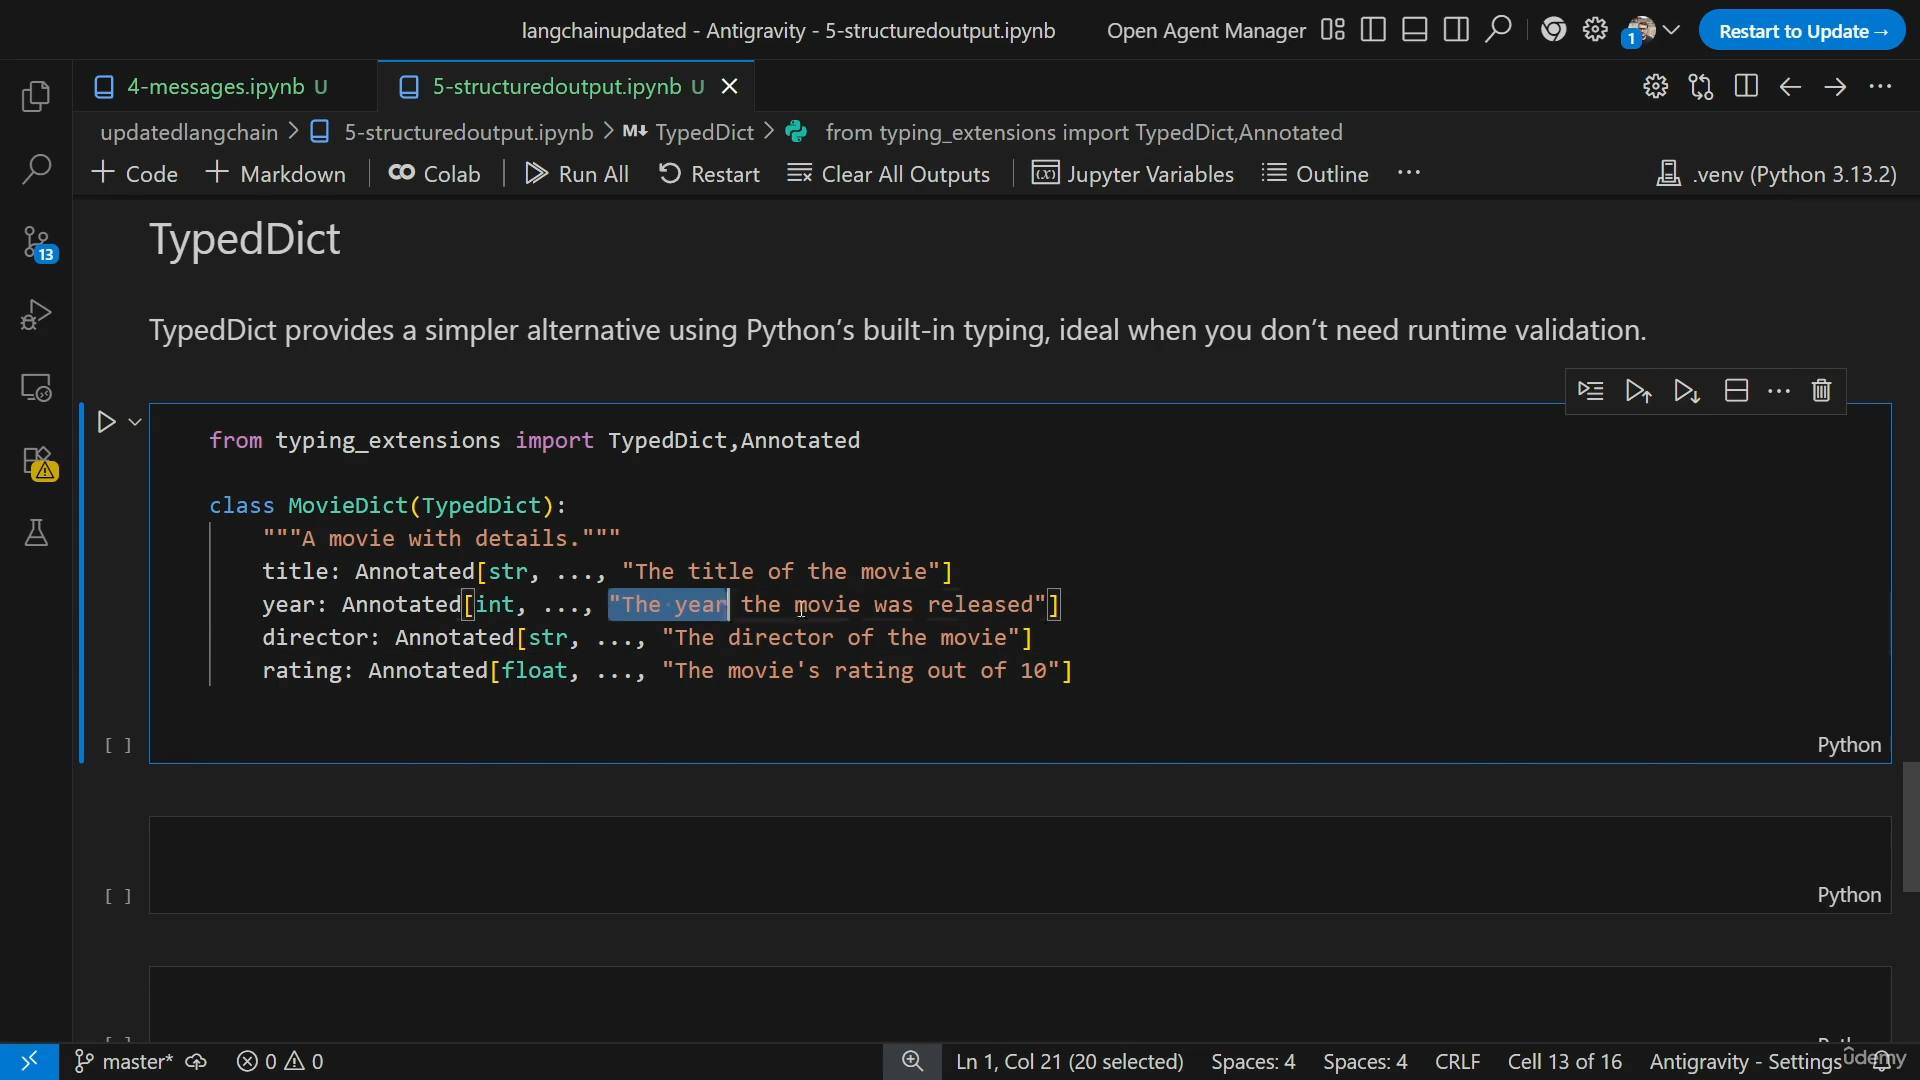 langchainupdated - Antigravity - 5-structuredoutput.ipynb
Open Agent Manager
1
Restart to Update →
4-messages.ipynb U
5-structuredoutput.ipynb U
updatedlangchain > 5-structuredoutput.ipynb > M↓ TypedDict > from typing_extensions import TypedDict,Annotated
Code
Markdown
Colab
Run All
Restart
Clear All Outputs
Jupyter Variables
Outline
.venv (Python 3.13.2)
13
TypedDict
TypedDict provides a simpler alternative using Python’s built-in typing, ideal when you don’t need runtime validation.
from typing_extensions import TypedDict,Annotated
class MovieDict(TypedDict):
"""A movie with details."""
title: Annotated[str, ..., "The title of the movie"]
year: Annotated[int, ..., "The year the movie was released"]
director: Annotated[str, ..., "The director of the movie"]
rating: Annotated[float, ..., "The movie's rating out of 10"]
[ ]
Python
[ ]
Python
master*
0
0
Ln 1, Col 21 (20 selected)
Spaces: 4
Spaces: 4
CRLF
Cell 13 of 16
Antigravity - Settings
ûdemy